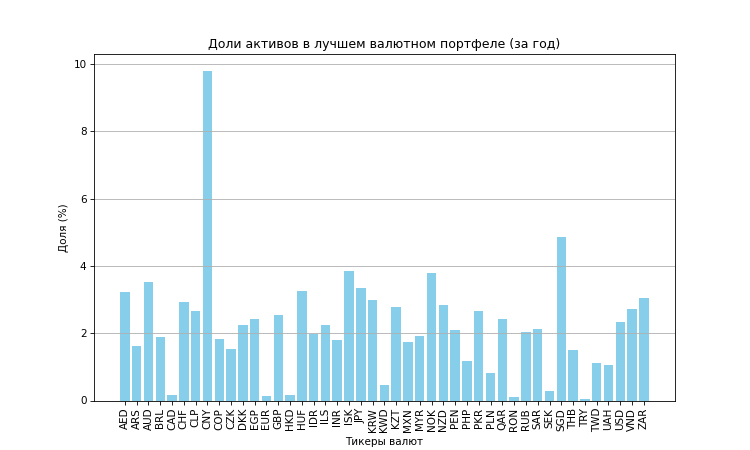 Доли активов в лучшем валютном портфеле (за год)
10
8
6
4
2
0
Доля (%)
AED ARS AUD BRL CAD CHF CLP CNY COP CZK DKK EGP EUR GBP HKD HUF IDR ILS INR ISK JPY KRW KWD KZT MXN MYR NOK NZD PEN PHP PKR PLN QAR RON RUB SAR SEK SGD THB TRY TWD UAH USD VND ZAR
Тикеры валют